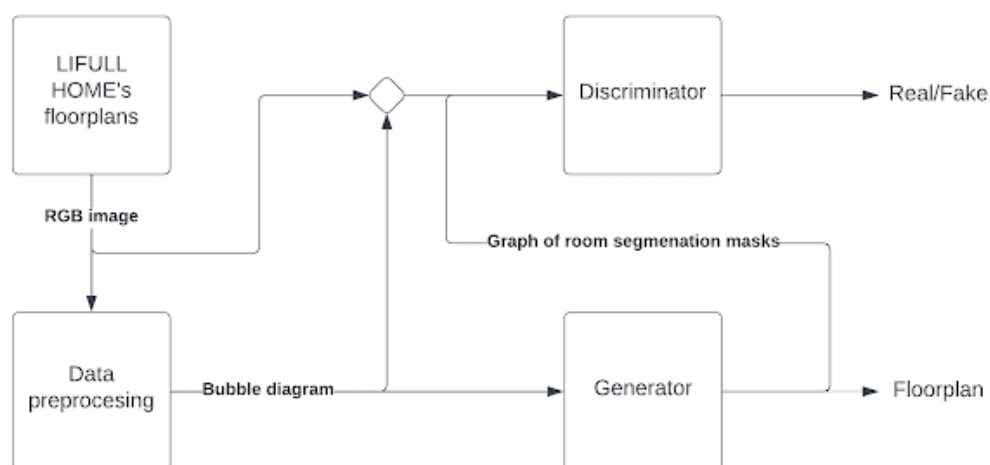 LIFULL
HOME's
floorplans
Discriminator
Real/Fake
RGB image
Graph of room segmenation masks
Data
preprocesing
Bubble diagram
Generator
Floorplan